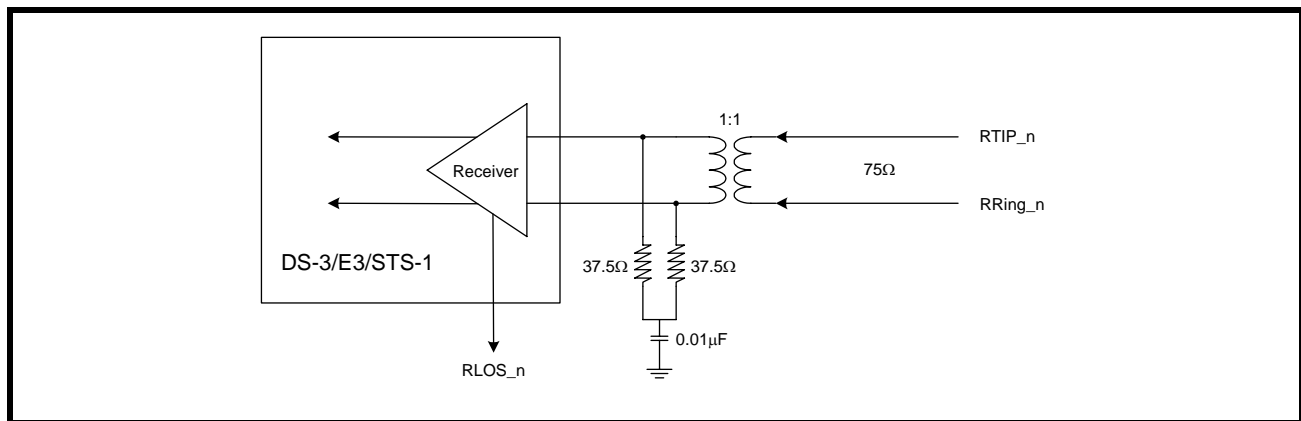 1:1
RTIP_n
Receiver
75Ω
RRing_n
DS-3/E3/STS-1
37.5Ω
37.5Ω
0.01μF
RLOS_n